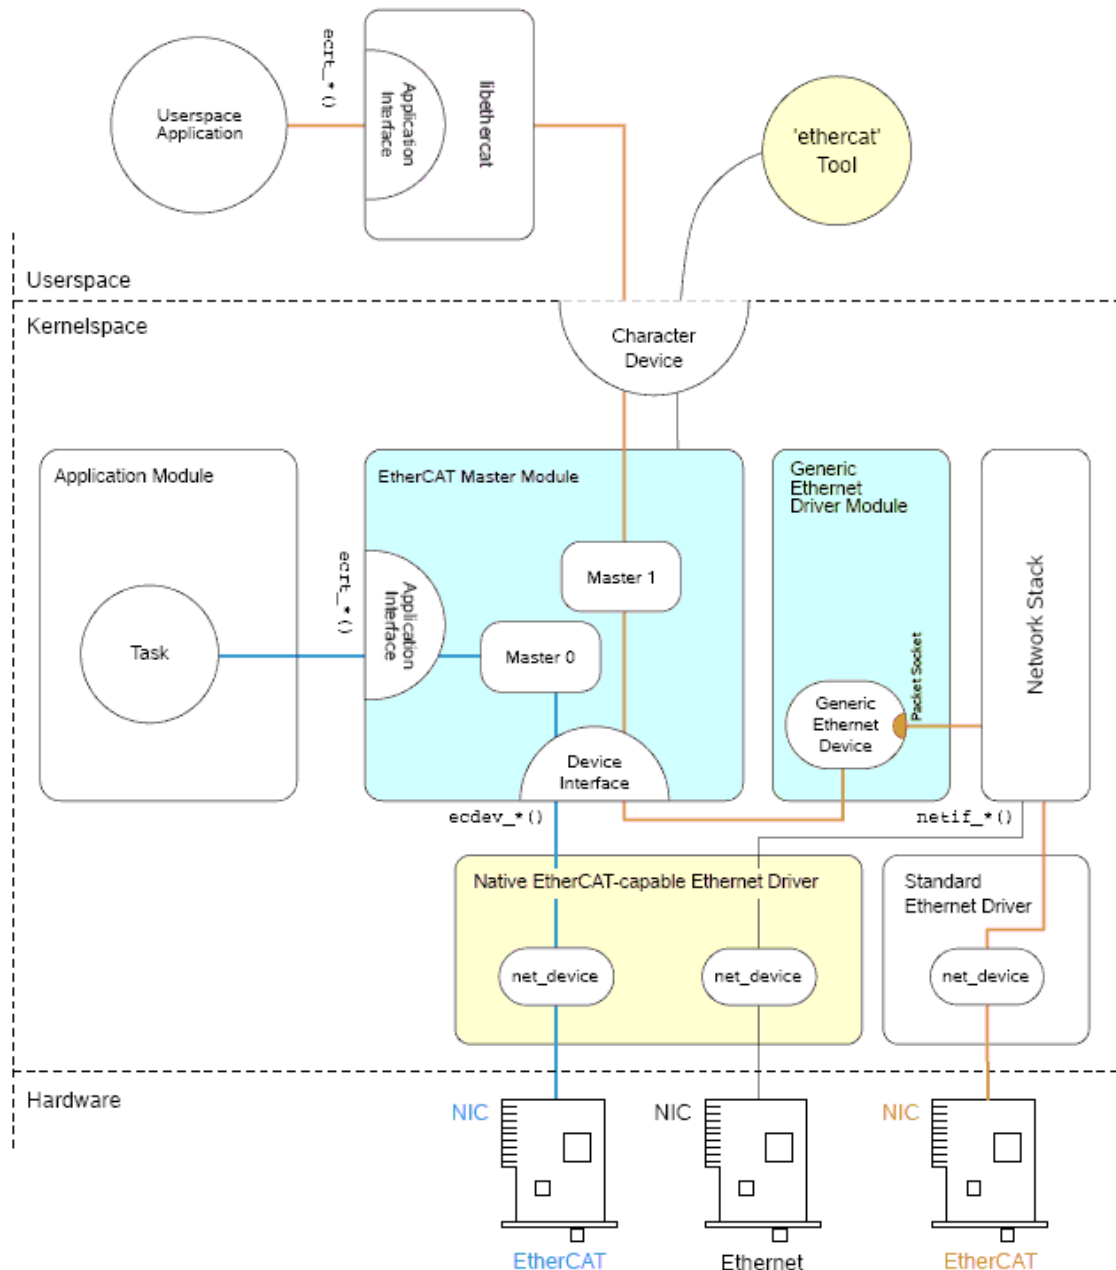 Userspace
Application
ecrt_*()
Application
Interface
libethercat
'ethercat'
Tool
Userspace
Kernelspace
Character
Device
Application Module
Task
EtherCAT Master Module
ecrt_*()
Application
Interface
Master 1
Master 0
Device
Interface
Generic
Ethernet
Driver Module
Generic
Ethernet
Device
Packet Socket
Network Stack
ecdev_*()
netif_*()
Native EtherCAT-capable Ethernet Driver
net_device
net_device
Standard
Ethernet Driver
net_device
Hardware
NIC
NIC
NIC
EtherCAT
Ethernet
EtherCAT